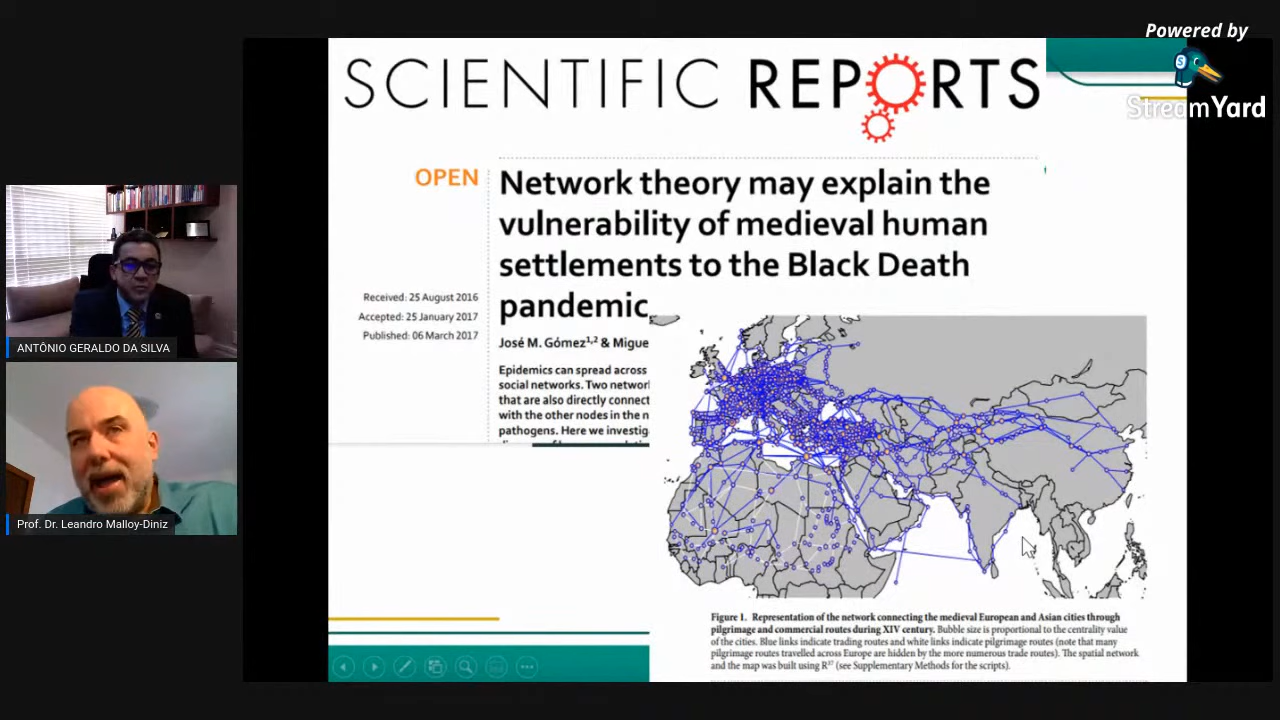 Powered by
StreamYard
SCIENTIFIC REPORTS
OPEN
Network theory may explain the
vulnerability of medieval human
settlements to the Black Death
pandemic
Received: 25 August 2016
Accepted: 25 January 2017
Published: 06 March 2017
José M. Gómez1,2 & Migue
Epidemics can spread across
social networks. Two networ
that are also directly connect
with the other nodes in the n
pathogens. Here we investig
Figure 1. Representation of the network connecting the medieval European and Asian cities through
pilgrimage and commercial routes during XIV century. Bubble size is proportional to the centrality value
of the cities. Blue links indicate trading routes and white links indicate pilgrimage routes (note that many
pilgrimage routes travelled across Europe are hidden by the more numerous trade routes). The spatial network
and the map was built using R37 (see Supplementary Methods for the scripts).
ANTÔNIO GERALDO DA SILVA
Prof. Dr. Leandro Malloy-Diniz